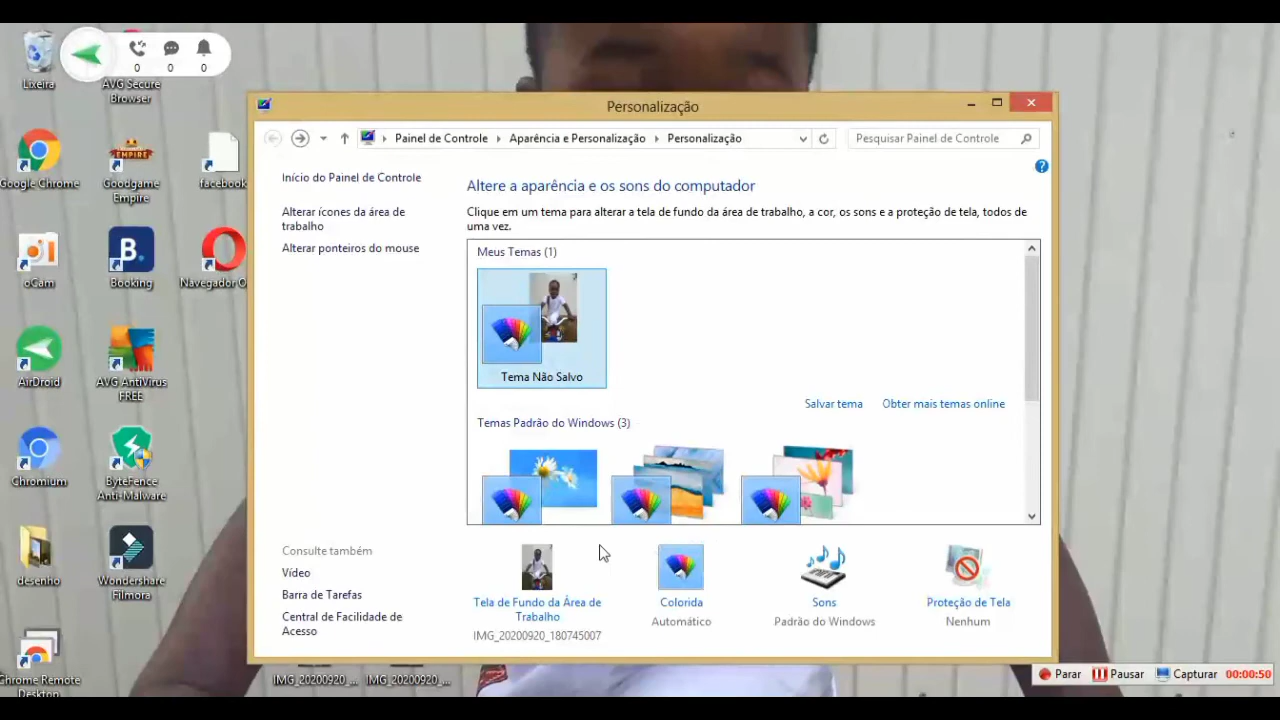 Lixeira
AVG Secure
Browser
0
0
0
Google Chrome
Goodgame
Empire
facebook
oCam
Booking
Navegador O
AirDroid
AVG AntiVirus
FREE
Chromium
ByteFence
Anti-Malware
desenho
Wondershare
Filmora
Chrome Remote
Desktop
IMG_20200920_...
IMG_20200920_...
Personalização
Painel de Controle
Aparência e Personalização
Personalização
Pesquisar Painel de Controle
Início do Painel de Controle
Alterar ícones da área de
trabalho
Alterar ponteiros do mouse
Altere a aparência e os sons do computador
Clique em um tema para alterar a tela de fundo da área de trabalho, a cor, os sons e a proteção de tela, todos de
uma vez.
Meus Temas (1)
Tema Não Salvo
Salvar tema
Obter mais temas online
Temas Padrão do Windows (3)
Consulte também
Vídeo
Barra de Tarefas
Central de Facilidade de
Acesso
Tela de Fundo da Área de
Trabalho
IMG_20200920_180745007
Colorida
Automático
Sons
Padrão do Windows
Proteção de Tela
Nenhum
Parar
Pausar
Capturar
00:00:50